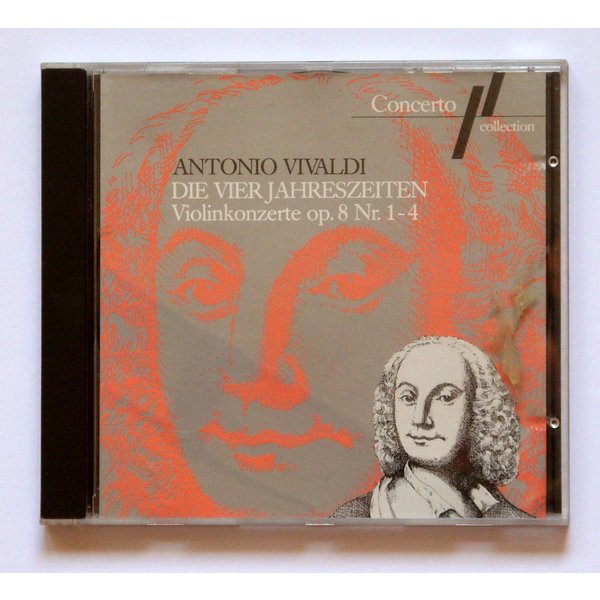 Concerto
collection
ANTONIO VIVALDI
DIE VIER JAHRESZEITEN
Violinkonzerte op. 8 Nr. 1-4